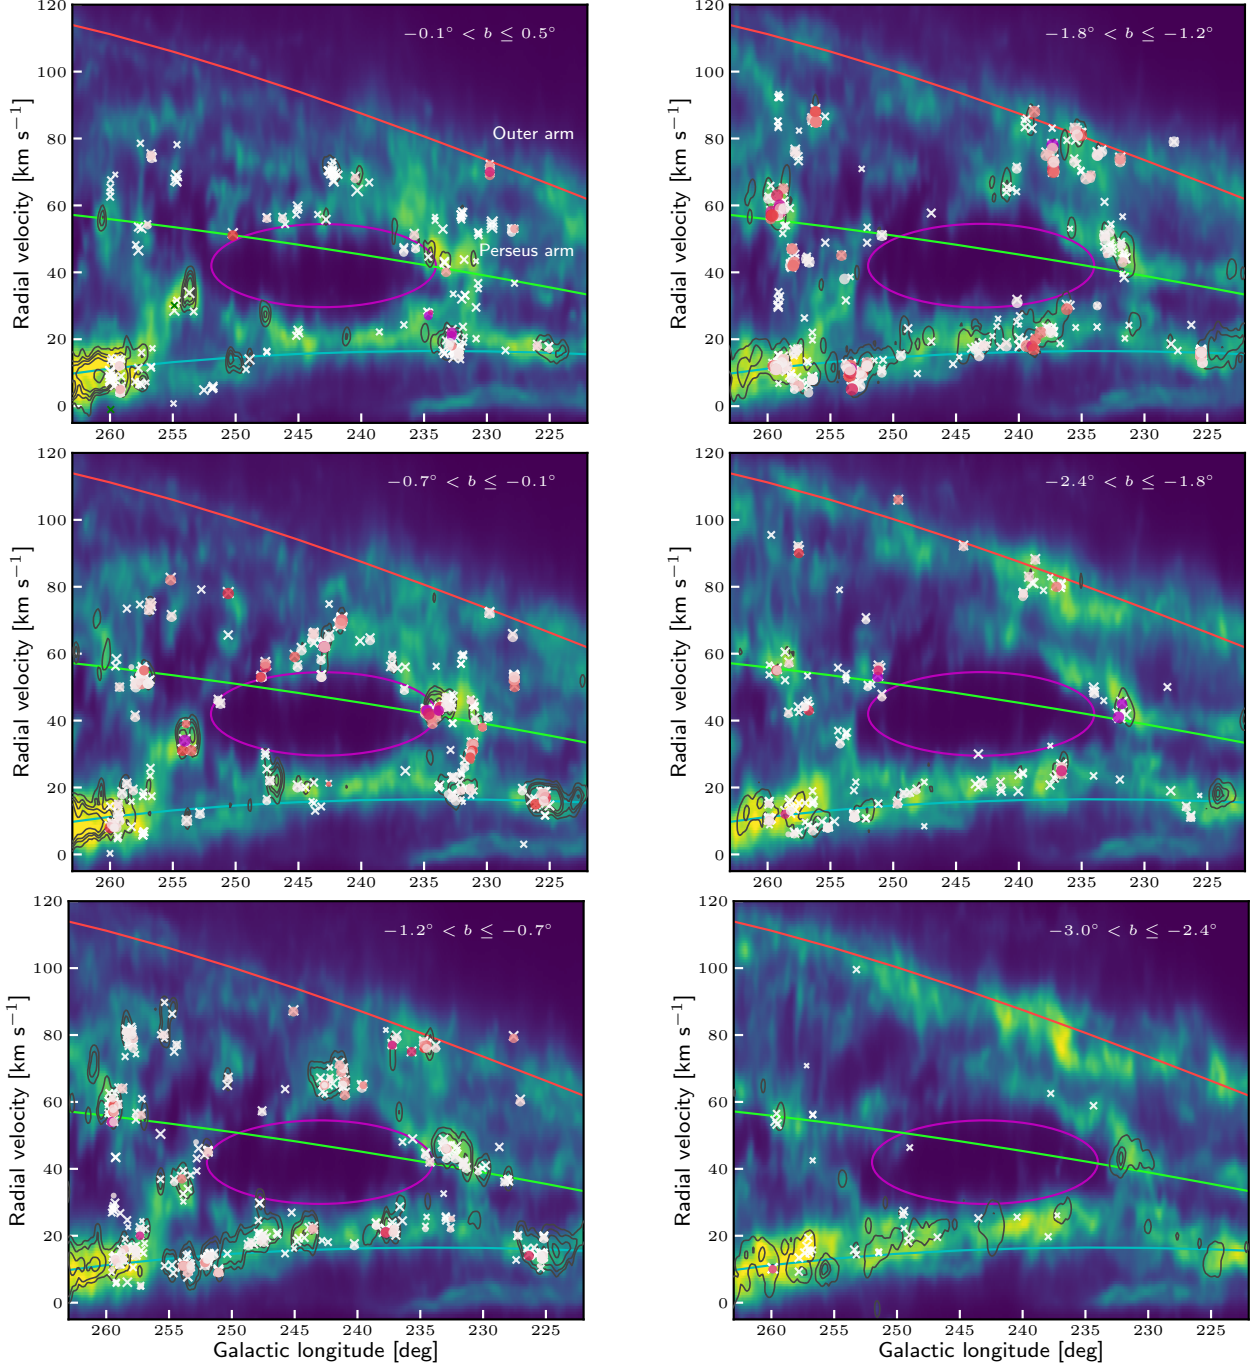 120
100
80
60
40
20
0
Radial velocity [km s⁻¹]
−0.1° < b ≤ 0.5°
Outer arm
Perseus arm
260 255 250 245 240 235 230 225
120
100
80
60
40
20
0
Radial velocity [km s⁻¹]
−1.8° < b ≤ −1.2°
260 255 250 245 240 235 230 225
120
100
80
60
40
20
0
Radial velocity [km s⁻¹]
−0.7° < b ≤ −0.1°
260 255 250 245 240 235 230 225
120
100
80
60
40
20
0
Radial velocity [km s⁻¹]
−2.4° < b ≤ −1.8°
260 255 250 245 240 235 230 225
120
100
80
60
40
20
0
Radial velocity [km s⁻¹]
−1.2° < b ≤ −0.7°
260 255 250 245 240 235 230 225
Galactic longitude [deg]
120
100
80
60
40
20
0
Radial velocity [km s⁻¹]
−3.0° < b ≤ −2.4°
260 255 250 245 240 235 230 225
Galactic longitude [deg]